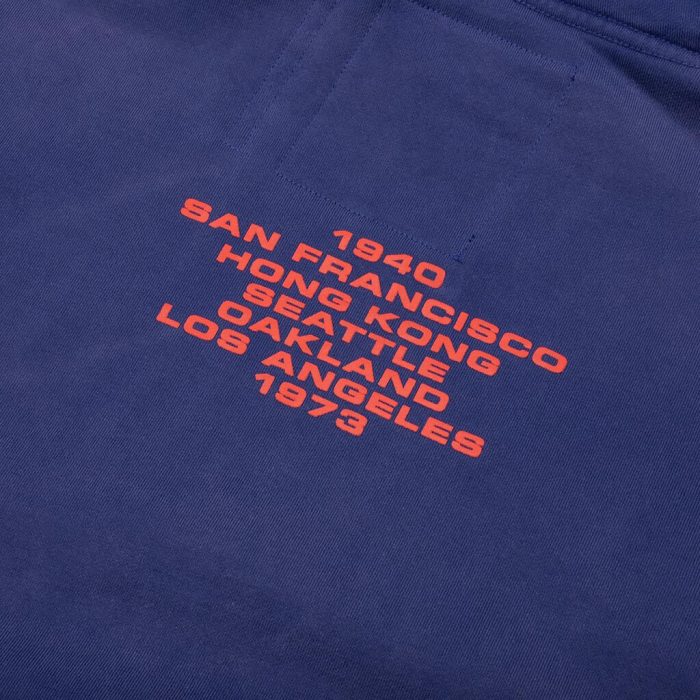 1940
SAN FRANCISCO
HONG KONG
SEATTLE
OAKLAND
LOS ANGELES
1973